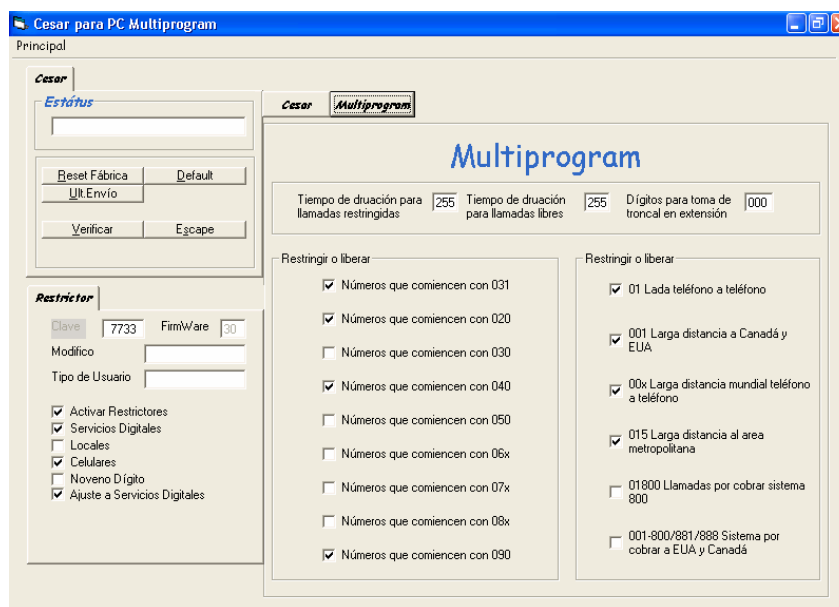 Cesar para PC Multiprogram
Principal
Cesar
Estátus
Reset Fábrica
Default
Ult.Envío
Verificar
Escape
Restrictor
Clave
7733
FirmWare
30
Modifico
Tipo de Usuario
Activar Restrictores
Servicios Digitales
Locales
Celulares
Noveno Dígito
Ajuste a Servicios Digitales
Cesar
Multiprogram
Multiprogram
Tiempo de druación para
llamadas restringidas
255
Tiempo de druación
para llamadas libres
255
Dígitos para toma de
troncal en extensión
000
Restringir o liberar
Números que comiencen con 031
Números que comiencen con 020
Números que comiencen con 030
Números que comiencen con 040
Números que comiencen con 050
Números que comiencen con 06x
Números que comiencen con 07x
Números que comiencen con 08x
Números que comiencen con 090
Restringir o liberar
01 Lada teléfono a teléfono
001 Larga distancia a Canadá y
EUA
00x Larga distancia mundial teléfono
a teléfono
015 Larga distancia al area
metropolitana
01800 Llamadas por cobrar sistema
800
001-800/881/888 Sistema por
cobrar a EUA y Canadá